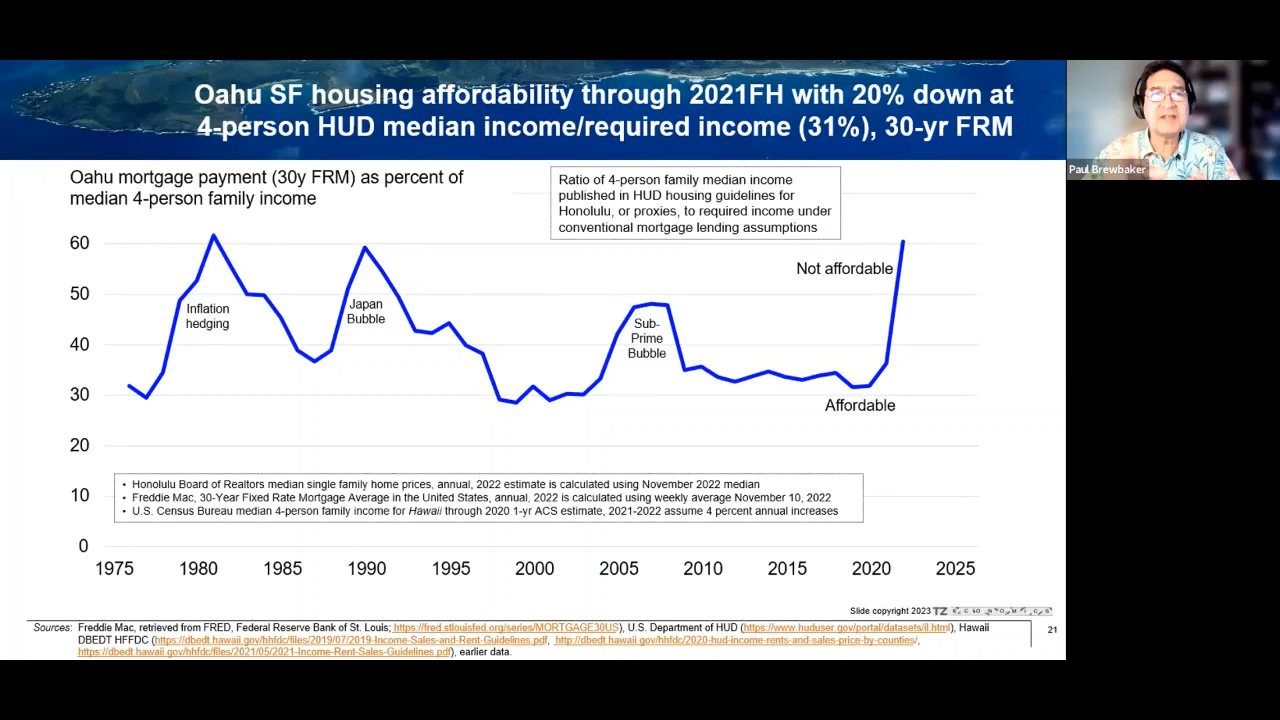 Oahu SF housing affordability through 2021FH with 20% down at
4-person HUD median income/required income (31%), 30-yr FRM
Paul Brewbaker
Oahu mortgage payment (30y FRM) as percent of
median 4-person family income
Ratio of 4-person family median income
published in HUD housing guidelines for
Honolulu, or proxies, to required income under
conventional mortgage lending assumptions
60
50
40
30
20
10
0
Inflation
hedging
Japan
Bubble
Sub-
Prime
Bubble
Not affordable
Affordable
• Honolulu Board of Realtors median single family home prices, annual, 2022 estimate is calculated using November 2022 median
• Freddie Mac, 30-Year Fixed Rate Mortgage Average in the United States, annual, 2022 is calculated using weekly average November 10, 2022
• U.S. Census Bureau median 4-person family income for Hawaii through 2020 1-yr ACS estimate, 2021-2022 assume 4 percent annual increases
1975 1980 1985 1990 1995 2000 2005 2010 2015 2020 2025
Slide copyright 2023 TZ ECONOMICS
Sources: Freddie Mac, retrieved from FRED, Federal Reserve Bank of St. Louis; https://fred.stlouisfed.org/series/MORTGAGE30US), U.S. Department of HUD (https://www.huduser.gov/portal/datasets/il.html), Hawaii
DBEDT HFFDC (https://dbedt.hawaii.gov/hhfdc/files/2019/07/2019-Income-Sales-and-Rent-Guidelines.pdf, http://dbedt.hawaii.gov/hhfdc/2020-hud-income-rents-and-sales-price-by-counties/,
https://dbedt.hawaii.gov/hhfdc/files/2021/05/2021-Income-Rent-Sales-Guidelines.pdf), earlier data.
21